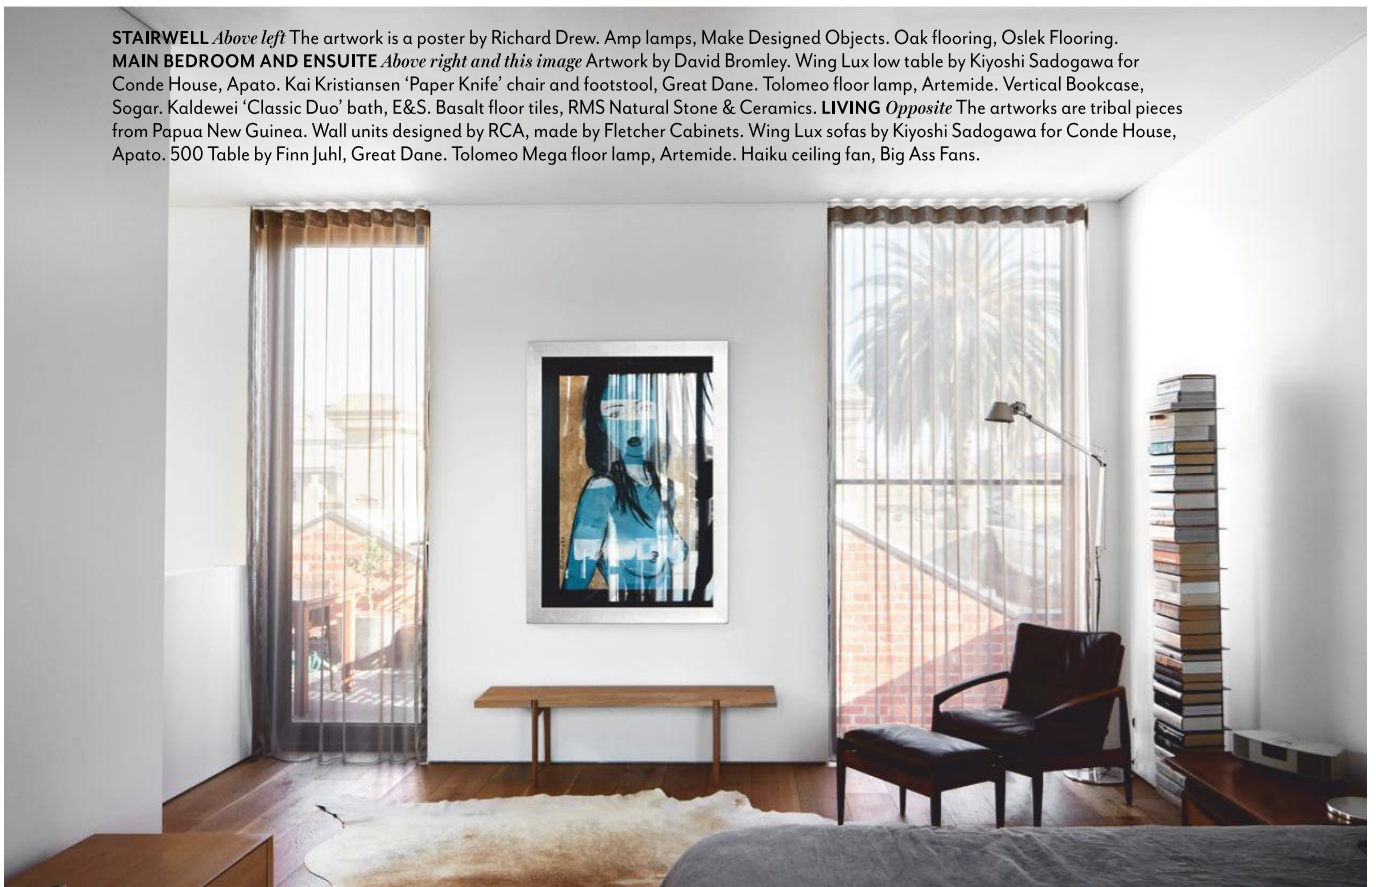 STAIRWELL Above left The artwork is a poster by Richard Drew. Amp lamps, Make Designed Objects. Oak flooring, Oslek Flooring.
MAIN BEDROOM AND ENSUITE Above right and this image Artwork by David Bromley. Wing Lux low table by Kiyoshi Sadogawa for
Conde House, Apato. Kai Kristiansen ‘Paper Knife’ chair and footstool, Great Dane. Tolomeo floor lamp, Artemide. Vertical Bookcase,
Sogar. Kaldewei ‘Classic Duo’ bath, E&S. Basalt floor tiles, RMS Natural Stone & Ceramics. LIVING Opposite The artworks are tribal pieces
from Papua New Guinea. Wall units designed by RCA, made by Fletcher Cabinets. Wing Lux sofas by Kiyoshi Sadogawa for Conde House,
Apato. 500 Table by Finn Juhl, Great Dane. Tolomeo Mega floor lamp, Artemide. Haiku ceiling fan, Big Ass Fans.